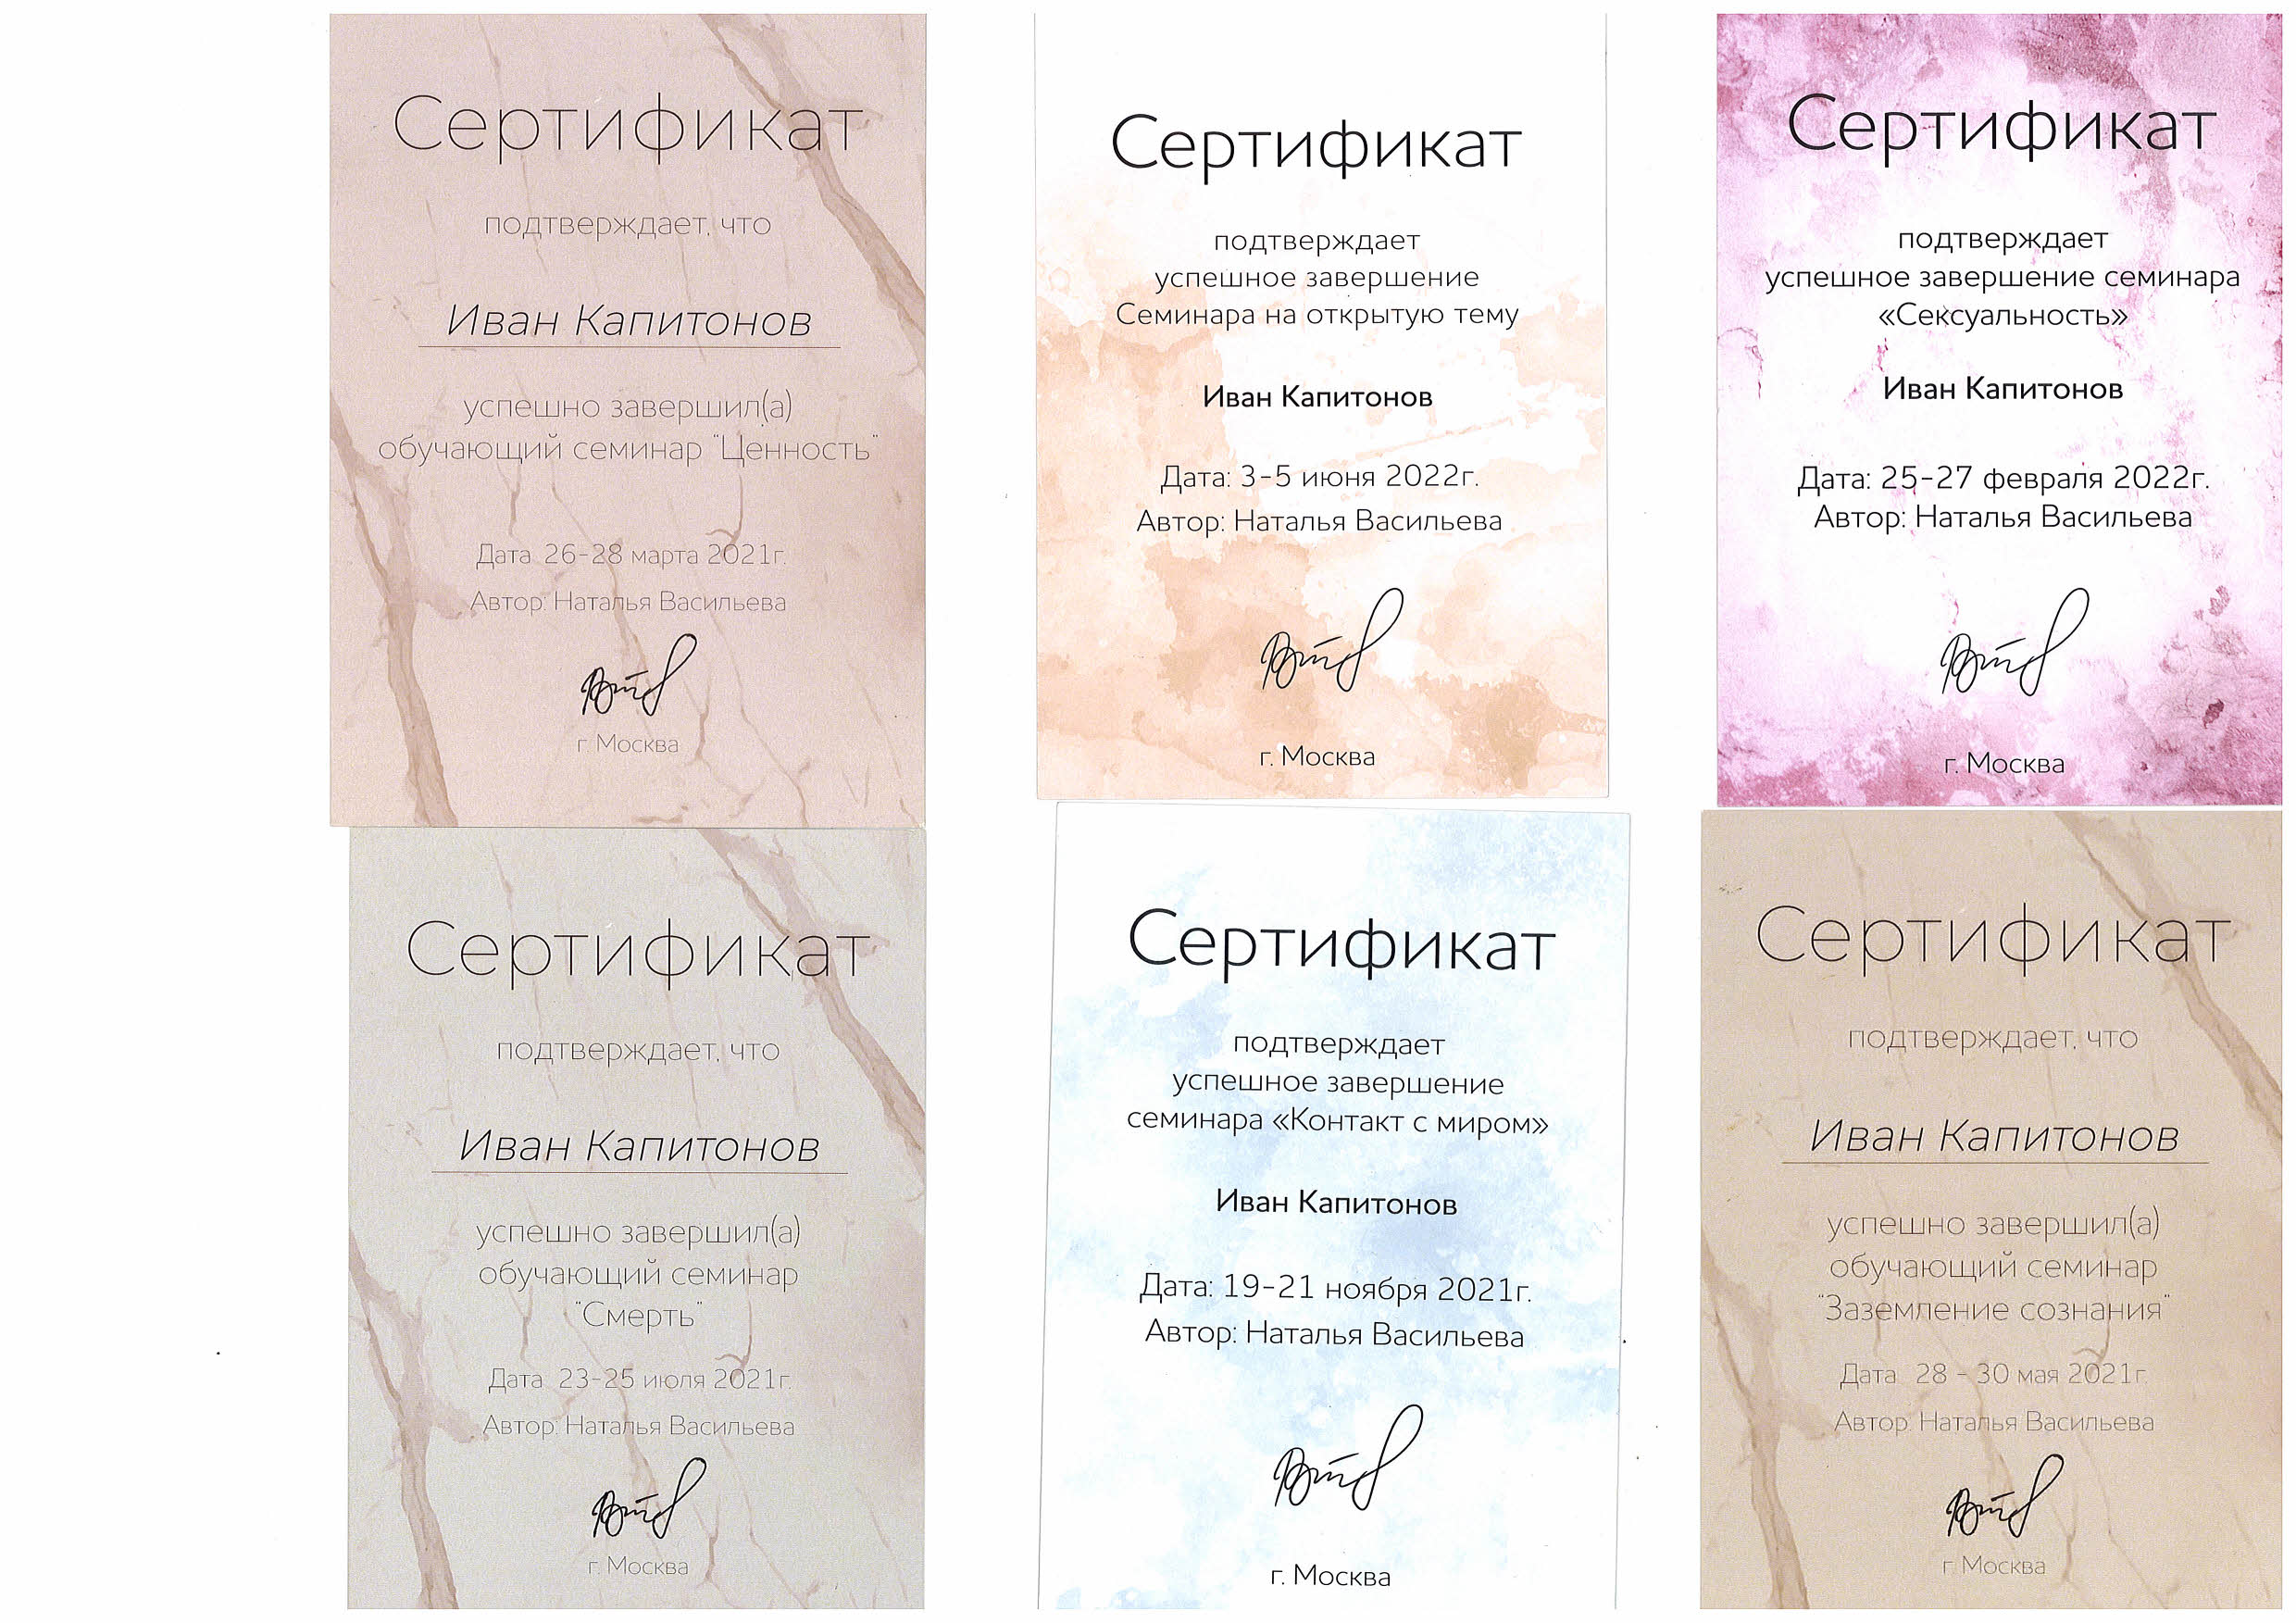 Сертификат
подтверждает, что
Иван Капитонов
успешно завершил(а)
обучающий семинар "Ценность"
Дата: 26-28 марта 2021г.
Автор: Наталья Васильева
г. Москва
Сертификат
подтверждает
успешное завершение
Семинара на открытую тему
Иван Капитонов
Дата: 3-5 июня 2022г.
Автор: Наталья Васильева
г. Москва
Сертификат
подтверждает
успешное завершение семинара
«Сексуальность»
Иван Капитонов
Дата: 25-27 февраля 2022г.
Автор: Наталья Васильева
г. Москва
Сертификат
подтверждает, что
Иван Капитонов
успешно завершил(а)
обучающий семинар
"Смерть"
Дата: 23-25 июля 2021г.
Автор: Наталья Васильева
г. Москва
Сертификат
подтверждает
успешное завершение
семинара «Контакт с миром»
Иван Капитонов
Дата: 19-21 ноября 2021г.
Автор: Наталья Васильева
г. Москва
Сертификат
подтверждает, что
Иван Капитонов
успешно завершил(а)
обучающий семинар
"Заземление сознания"
Дата: 28 - 30 мая 2021г.
Автор: Наталья Васильева
г. Москва